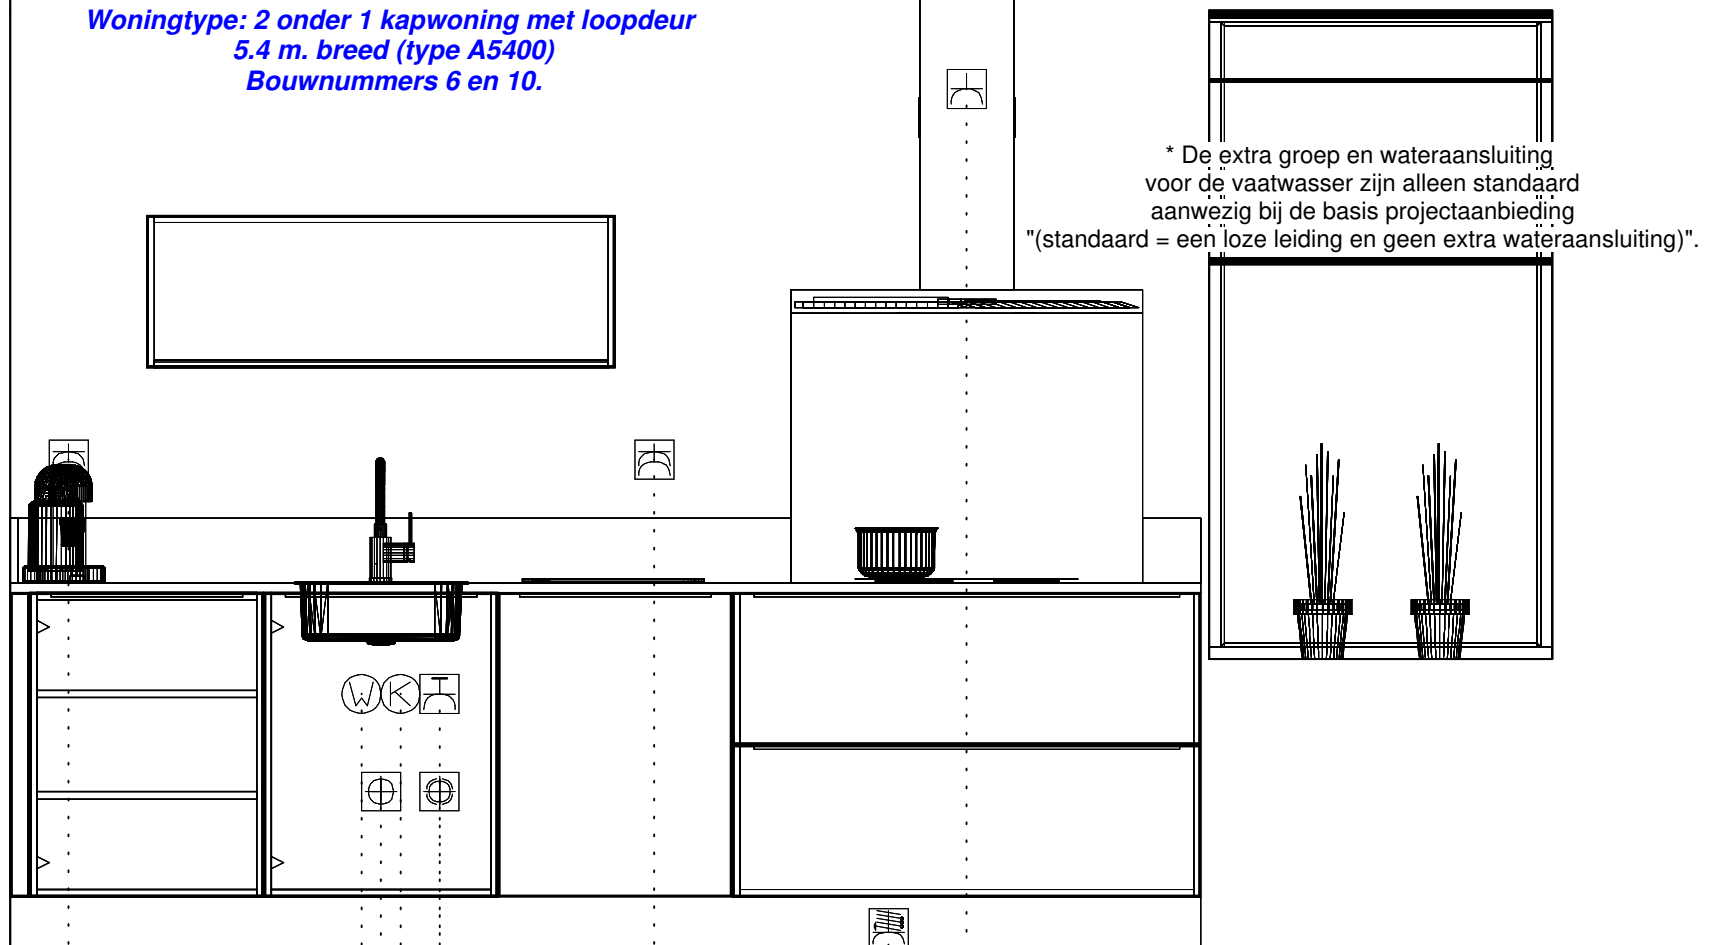 Woningtype: 2 onder 1 kapwoning met loopdeur
5.4 m. breed (type A5400)
Bouwnummers 6 en 10.
* De extra groep en wateraansluiting
voor de vaatwasser zijn alleen standaard
aanwezig bij de basis projectaanbieding
"(standaard = een loze leiding en geen extra wateraansluiting)".
W K